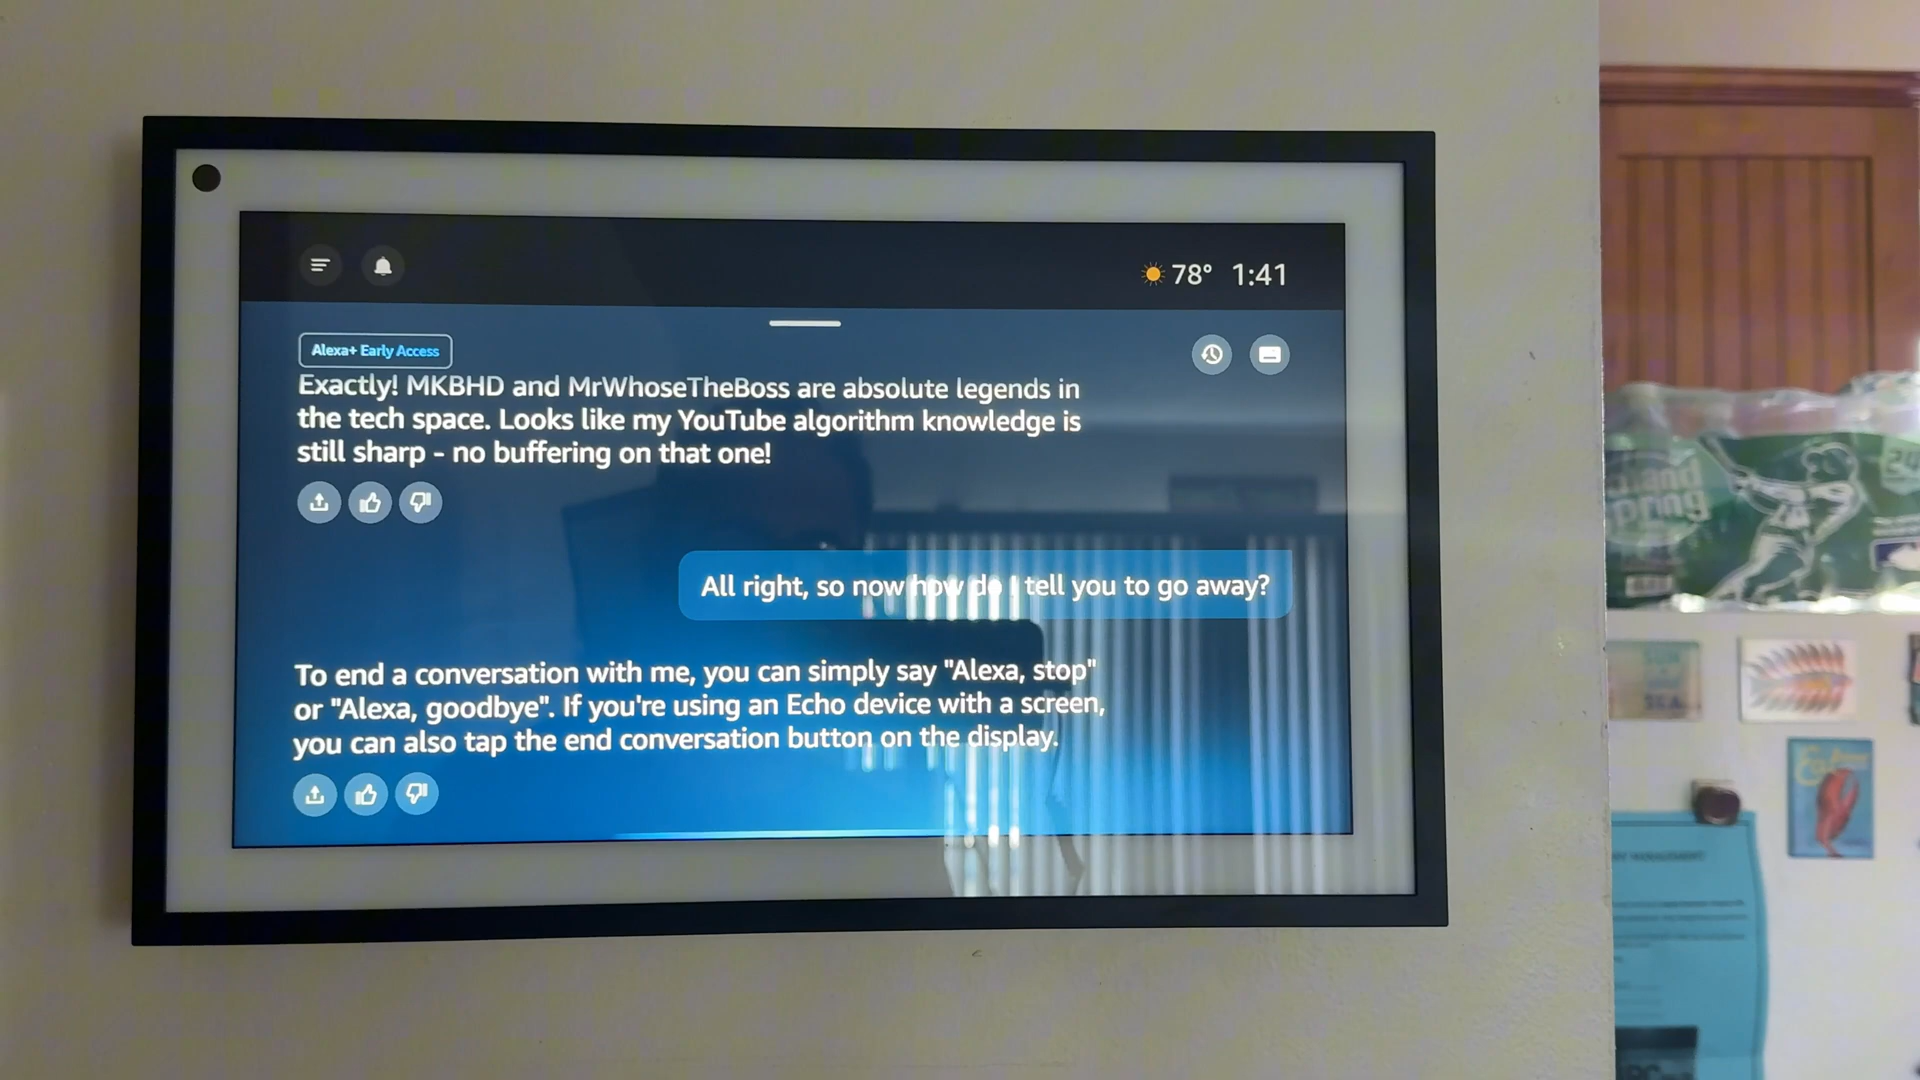 78° 1:41
Alexa+ Early Access
Exactly! MKBHD and MrWhoseTheBoss are absolute legends in
the tech space. Looks like my YouTube algorithm knowledge is
still sharp - no buffering on that one!
All right, so now how do I tell you to go away?
To end a conversation with me, you can simply say "Alexa, stop"
or "Alexa, goodbye". If you're using an Echo device with a screen,
you can also tap the end conversation button on the display.
24
SEA